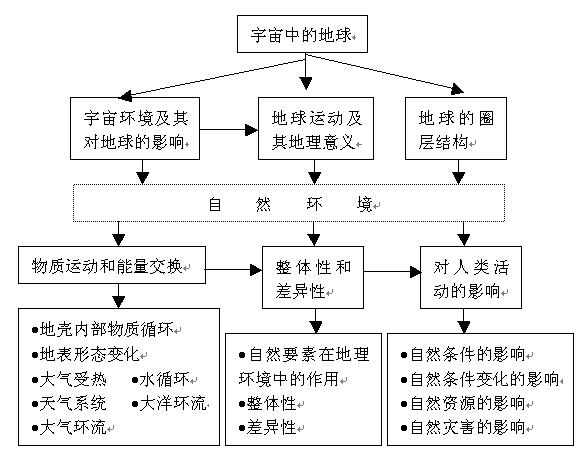 宇宙中的地球
宇宙环境及其
对地球的影响
地球运动及
其地理意义
地球的圈
层结构
自 然 环 境
物质运动和能量交换
整体性和
差异性
对人类活
动的影响
●地壳内部物质循环
●地表形态变化
●大气受热 ●水循环
●天气系统 ●大洋环流
●大气环流
●自然要素在地理
环境中的作用
●整体性
●差异性
●自然条件的影响
●自然条件变化的影响
●自然资源的影响
●自然灾害的影响